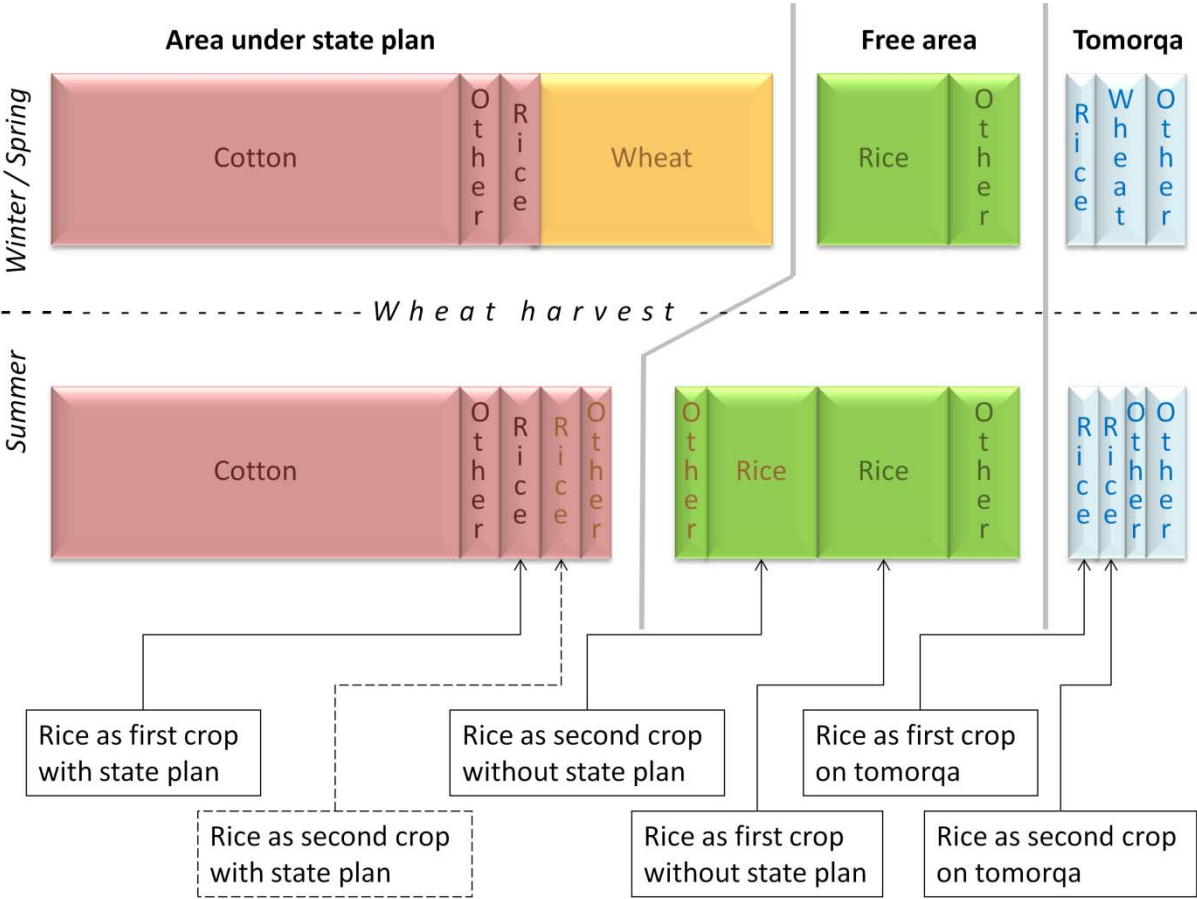 Area under state plan
Free area
Tomorqa
Winter / Spring
Cotton
Other
Rice
Wheat
Rice
Other
Rice
Wheat
Other
Wheat harvest
Summer
Cotton
Other
Rice
Rice
Other
Other
Rice
Rice
Other
Rice
Rice
Other
Other
Rice as first crop
with state plan
Rice as second crop
without state plan
Rice as first crop
on tomorqa
Rice as second crop
with state plan
Rice as first crop
without state plan
Rice as second crop
on tomorqa